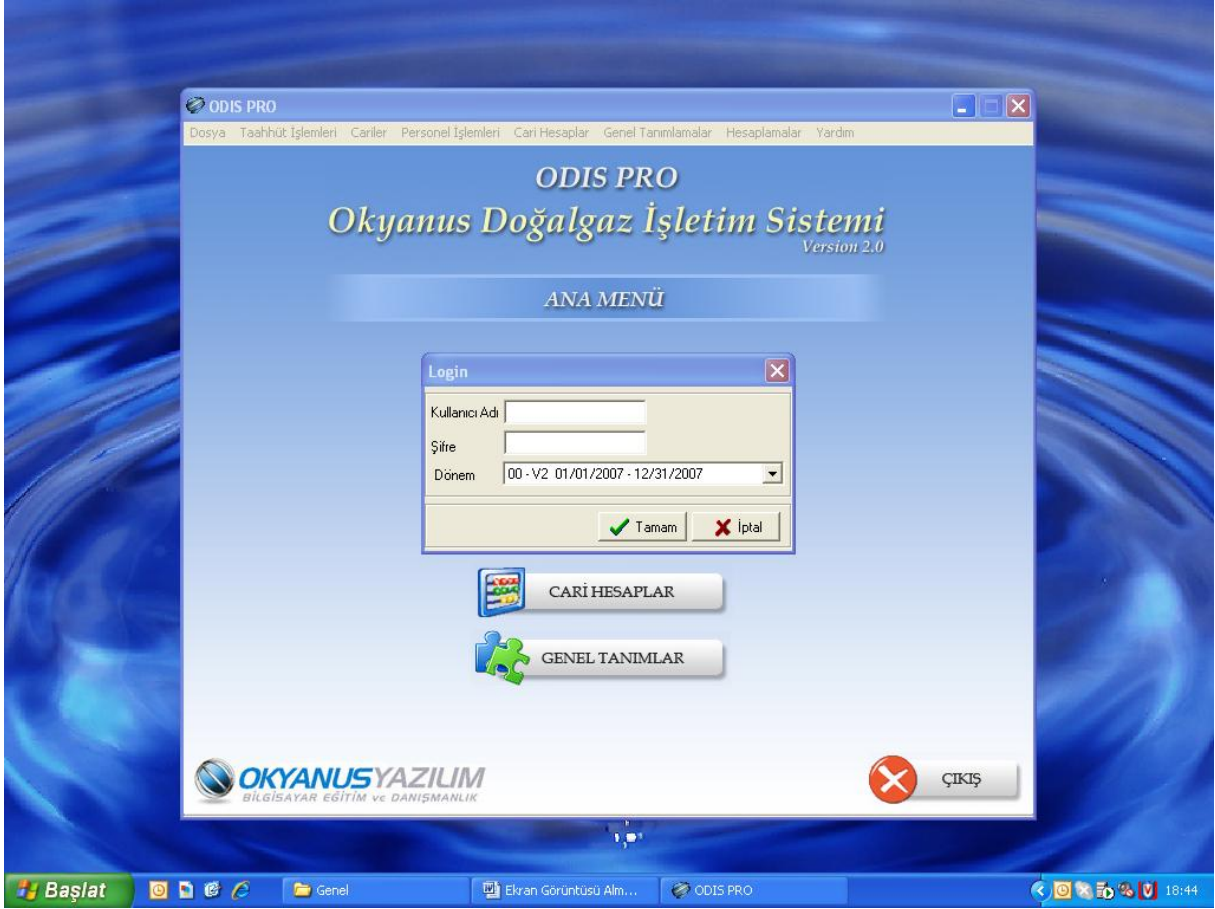 ODIS PRO
Dosya Taahhüt İşlemleri Cariler Personel İşlemleri Cari Hesaplar Genel Tanımlamalar Hesaplamalar Yardım
ODIS PRO
Okyanus Doğalgaz İşletim Sistemi
Version 2.0
ANA MENÜ
Login
Kullanıcı Adı
Şifre
Dönem 00 - V2 01/01/2007 - 12/31/2007
Tamam İptal
CARİ HESAPLAR
GENEL TANIMLAR
OKYANUSYAZILIM
BİLGİSAYAR EĞİTİM ve DANIŞMANLIK
ÇIKIŞ
Başlat Genel Ekran Görüntüsü Alm... ODIS PRO 18:44